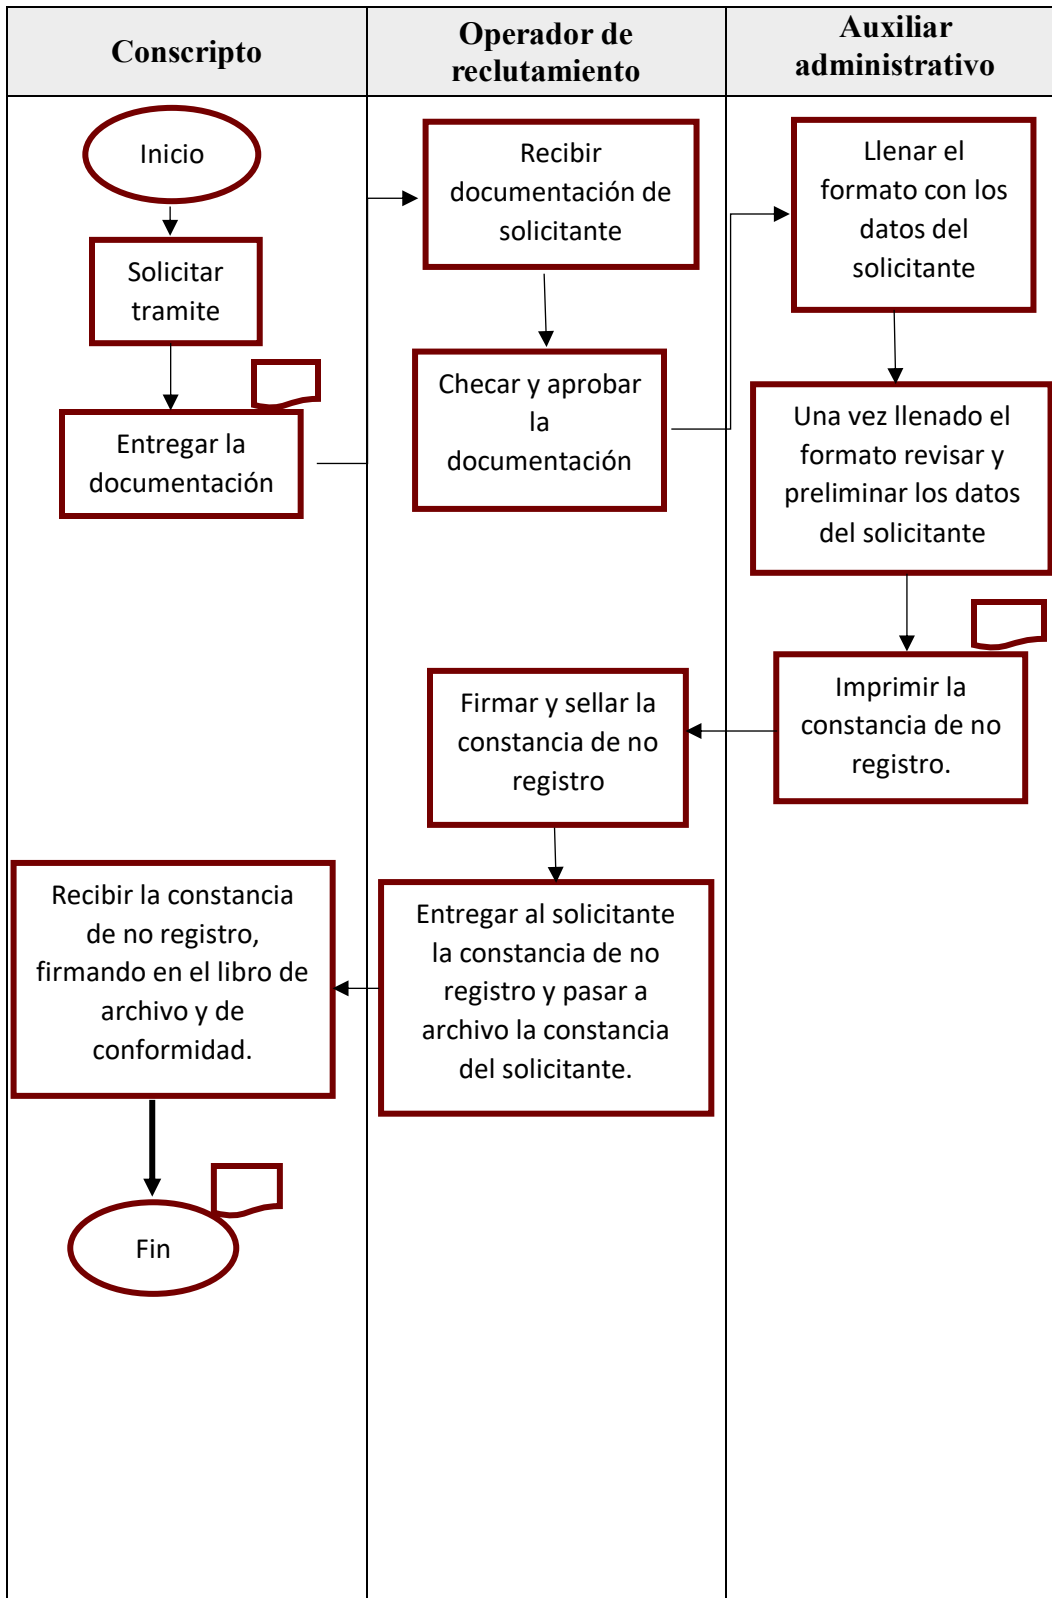 Conscripto
Operador de
reclutamiento
Auxiliar
administrativo
Inicio
Solicitar
tramite
Entregar la
documentación
Recibir
documentación de
solicitante
Checar y aprobar
la
documentación
Llenar el
formato con los
datos del
solicitante
Una vez llenado el
formato revisar y
preliminar los datos
del solicitante
Imprimir la
constancia de no
registro.
Firmar y sellar la
constancia de no
registro
Entregar al solicitante
la constancia de no
registro y pasar a
archivo la constancia
del solicitante.
Recibir la constancia
de no registro,
firmando en el libro de
archivo y de
conformidad.
Fin